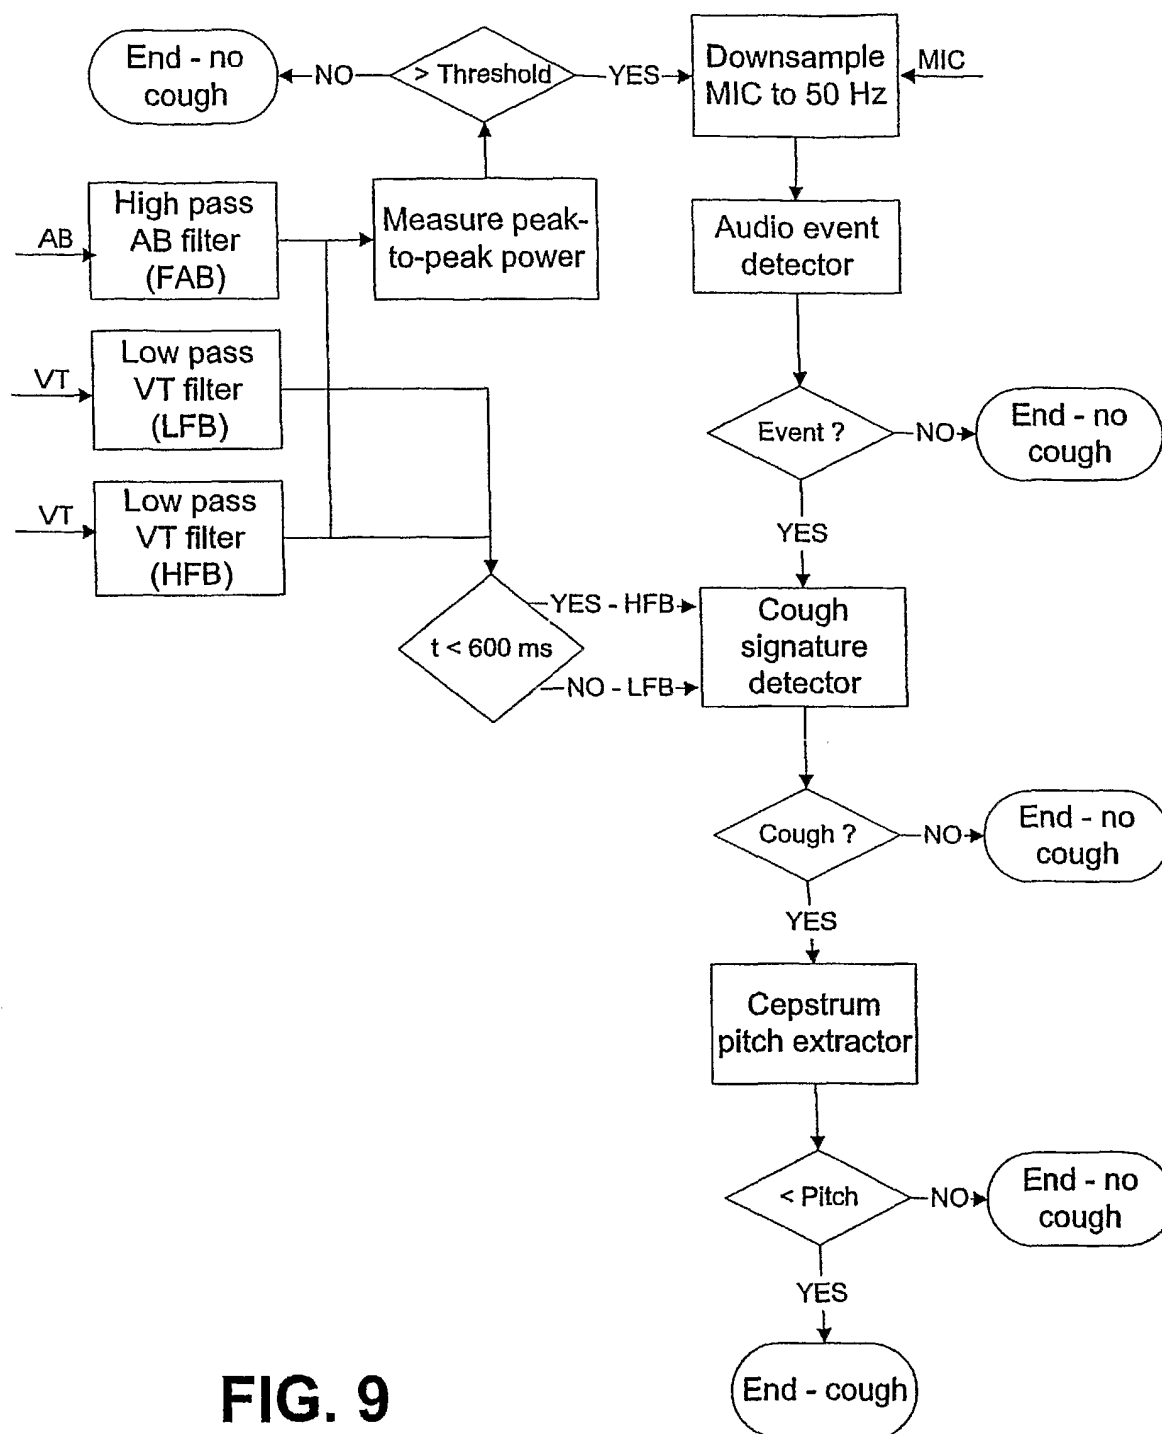 End - no
cough
NO
> Threshold
YES
Downsample
MIC to 50 Hz
MIC
AB
High pass
AB filter
(FAB)
Measure peak-
to-peak power
Audio event
detector
VT
Low pass
VT filter
(LFB)
Event ?
NO
End - no
cough
VT
Low pass
VT filter
(HFB)
YES
t < 600 ms
YES - HFB
NO - LFB
Cough
signature
detector
Cough ?
NO
End - no
cough
YES
Cepstrum
pitch extractor
< Pitch
NO
End - no
cough
YES
End - cough
FIG. 9